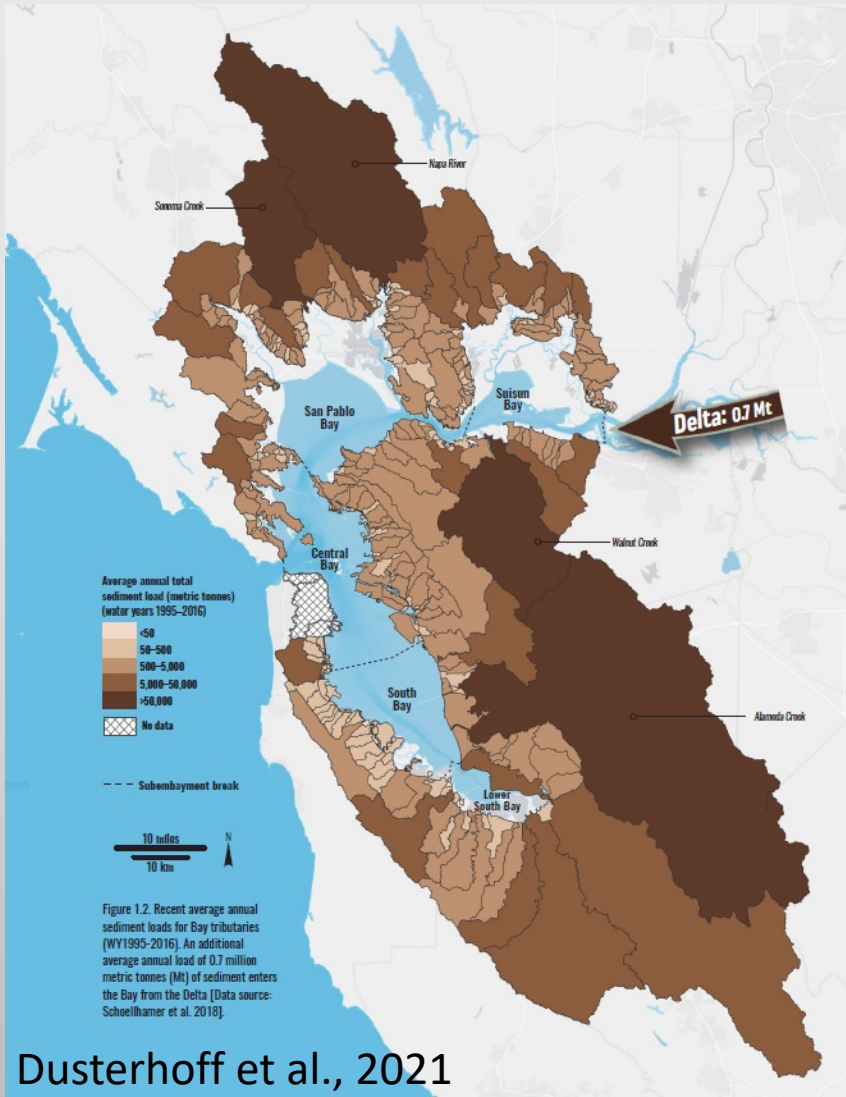 Napa River
Sonoma Creek
Suisun
Bay
San Pablo
Bay
Delta: 0.7 Mt
Walnut Creek
Central
Bay
Average annual total
sediment load (metric tonnes)
(water years 1995–2016)
<50
50–500
500–5,000
5,000–50,000
>50,000
No data
South
Bay
Alameda Creek
Subembayment break
Lower
South Bay
10 miles
N
10 km
Figure 1.2. Recent average annual
sediment loads for Bay tributaries
(WY1995-2016). An additional
average annual load of 0.7 million
metric tonnes (Mt) of sediment enters
the Bay from the Delta [Data source:
Schoellhamer et al. 2018].
Dusterhoff et al., 2021